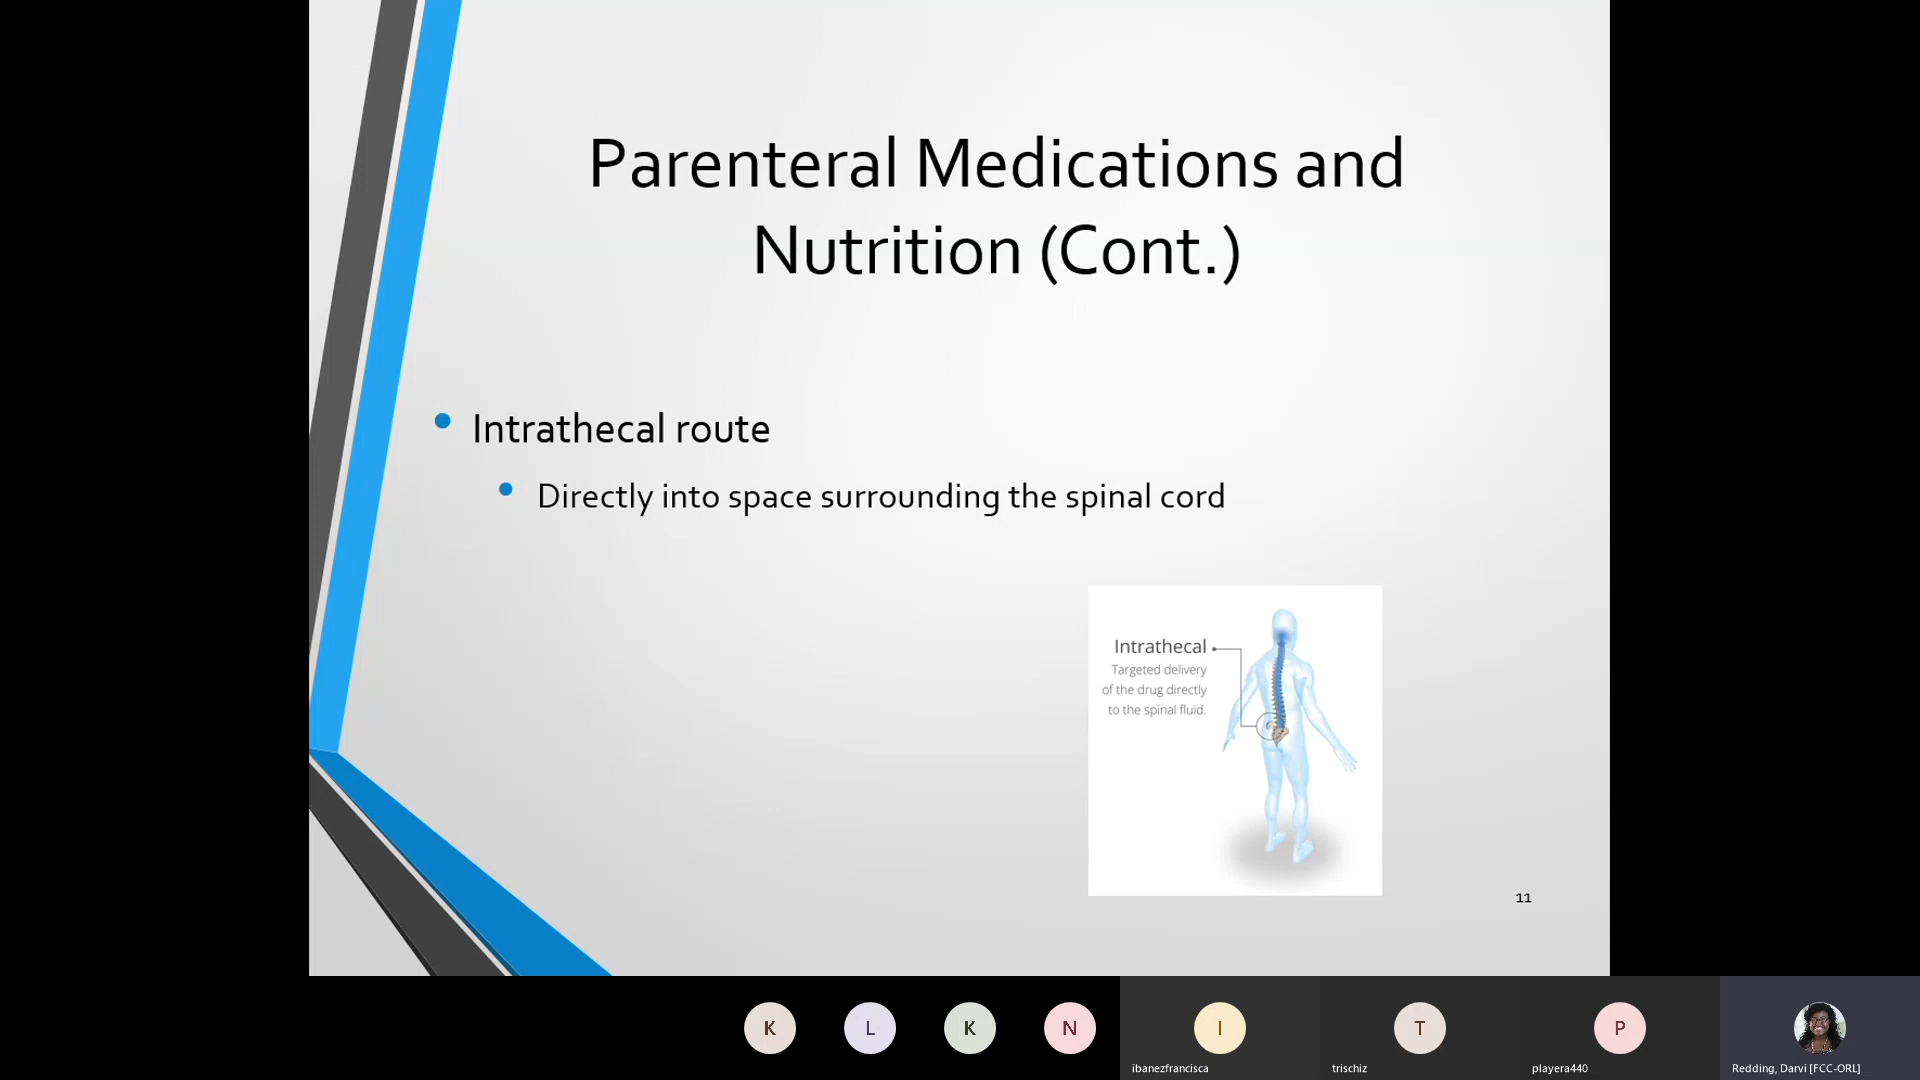 Parenteral Medications and
Nutrition (Cont.)
Intrathecal route
Directly into space surrounding the spinal cord
Intrathecal
Targeted delivery
of the drug directly
to the spinal fluid.
11
K
L
K
N
I
T
P
ibanezfrancisca
trischiz
playera440
Redding, Darvi [FCC-ORL]